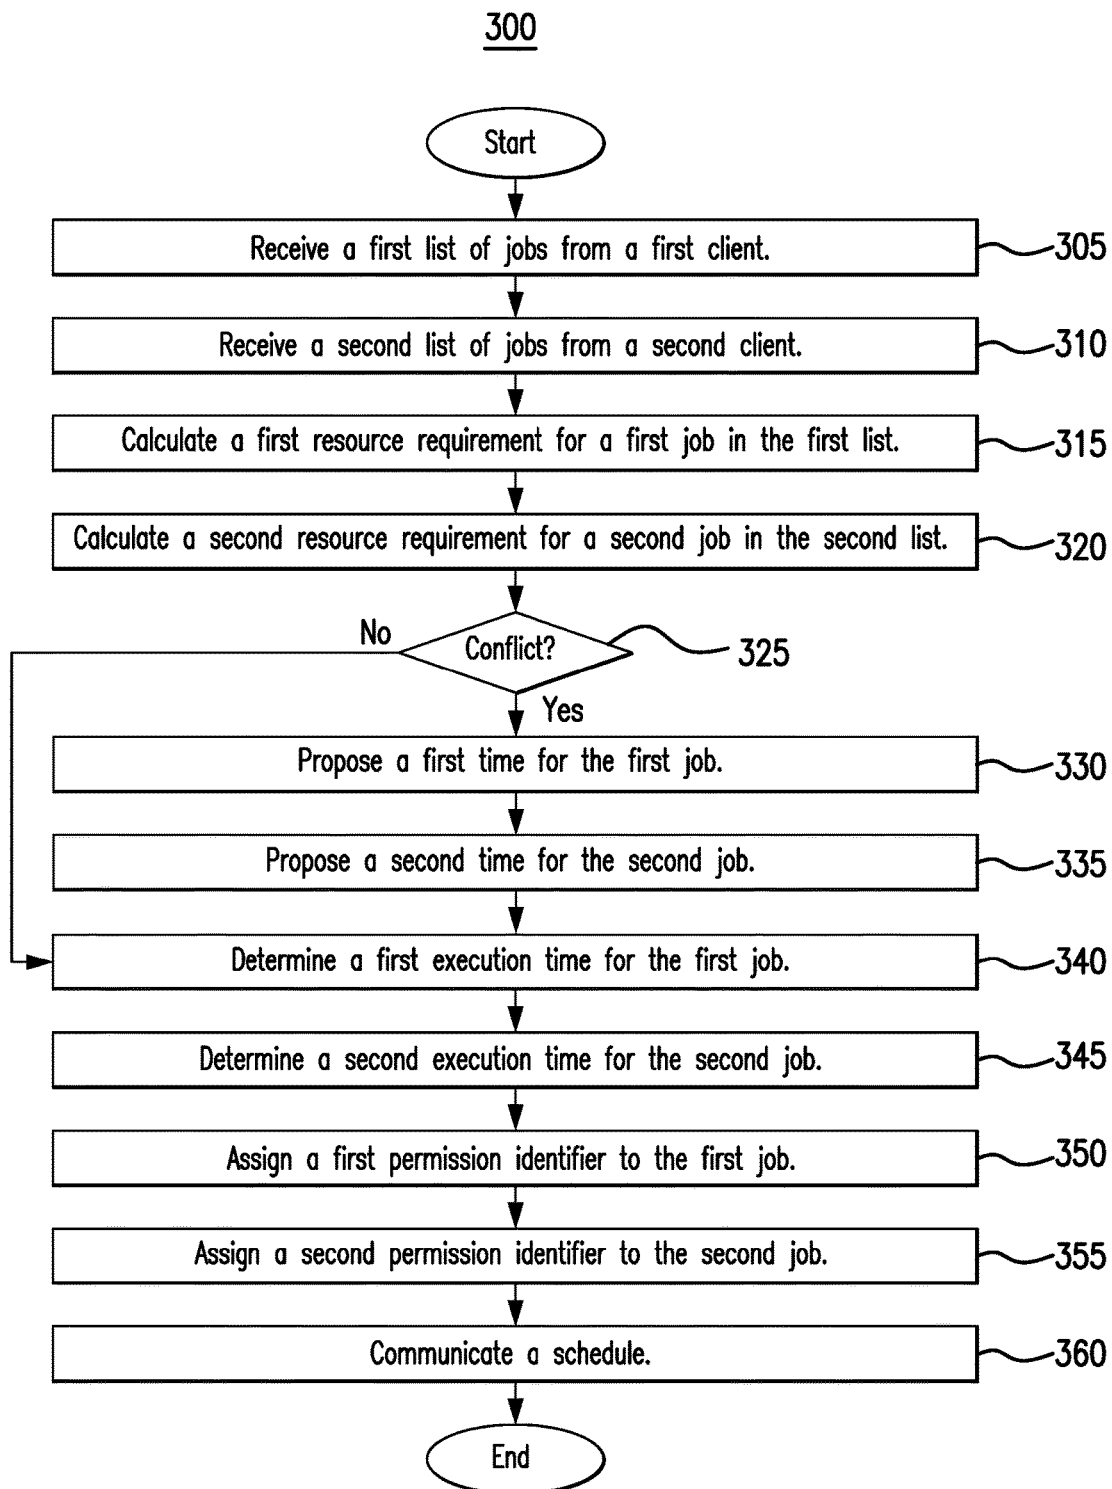 300
Start
Receive a first list of jobs from a first client.
305
Receive a second list of jobs from a second client.
310
Calculate a first resource requirement for a first job in the first list.
315
Calculate a second resource requirement for a second job in the second list.
320
No
Conflict?
325
Yes
Propose a first time for the first job.
330
Propose a second time for the second job.
335
Determine a first execution time for the first job.
340
Determine a second execution time for the second job.
345
Assign a first permission identifier to the first job.
350
Assign a second permission identifier to the second job.
355
Communicate a schedule.
360
End